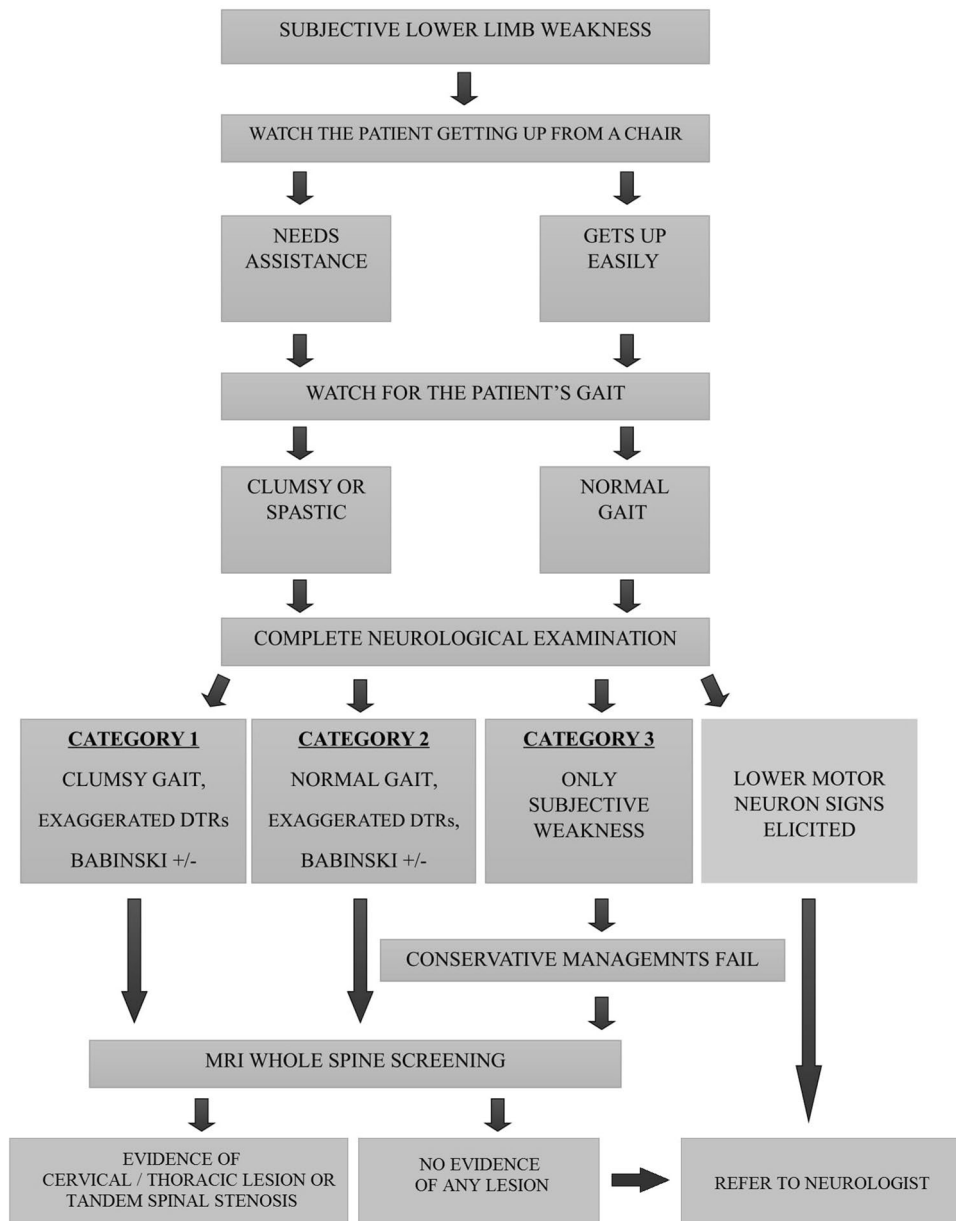 SUBJECTIVE LOWER LIMB WEAKNESS
WATCH THE PATIENT GETTING UP FROM A CHAIR
NEEDS
ASSISTANCE
GETS UP
EASILY
WATCH FOR THE PATIENT’S GAIT
CLUMSY OR
SPASTIC
NORMAL
GAIT
COMPLETE NEUROLOGICAL EXAMINATION
CATEGORY 1
CLUMSY GAIT,
EXAGGERATED DTRs
BABINSKI +/-
CATEGORY 2
NORMAL GAIT,
EXAGGERATED DTRs,
BABINSKI +/-
CATEGORY 3
ONLY
SUBJECTIVE
WEAKNESS
LOWER MOTOR
NEURON SIGNS
ELICITED
CONSERVATIVE MANAGEMNTS FAIL
MRI WHOLE SPINE SCREENING
EVIDENCE OF
CERVICAL / THORACIC LESION OR
TANDEM SPINAL STENOSIS
NO EVIDENCE
OF ANY LESION
REFER TO NEUROLOGIST